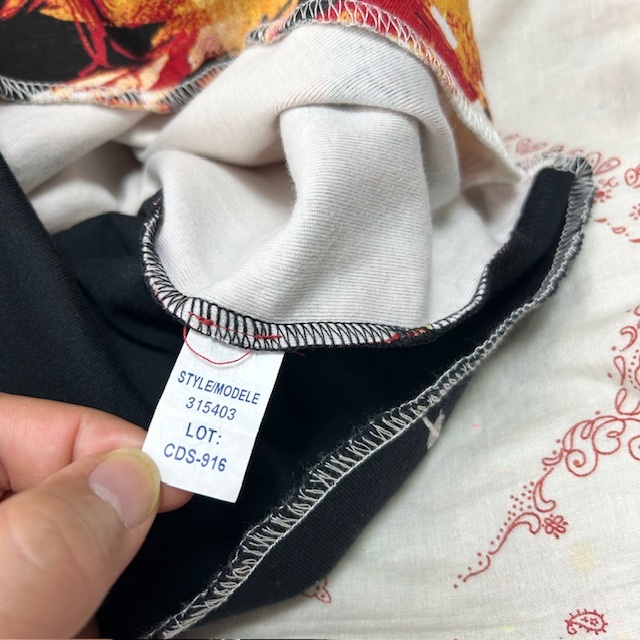 STYLE/MODELE
315403
LOT:
CDS-916